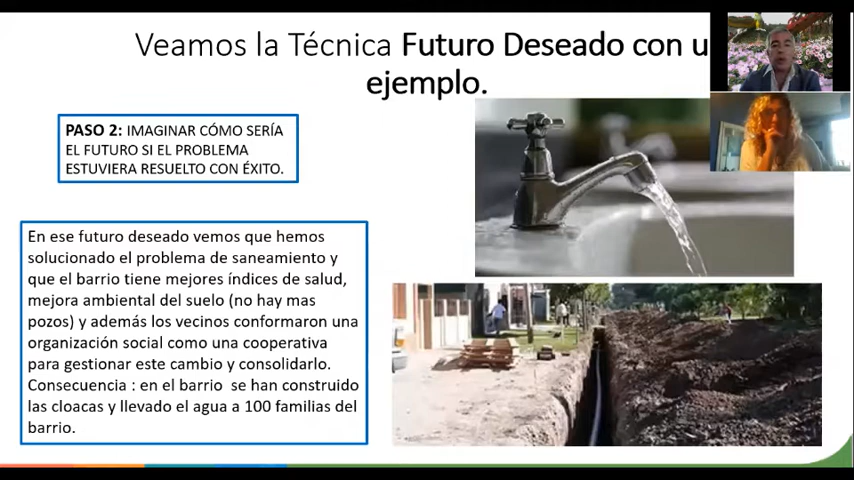 Veamos la Técnica Futuro Deseado con u
ejemplo.
PASO 2: IMAGINAR CÓMO SERÍA
EL FUTURO SI EL PROBLEMA
ESTUVIERA RESUELTO CON ÉXITO.
En ese futuro deseado vemos que hemos
solucionado el problema de saneamiento y
que el barrio tiene mejores índices de salud,
mejora ambiental del suelo (no hay mas
pozos) y además los vecinos conformaron una
organización social como una cooperativa
para gestionar este cambio y consolidarlo.
Consecuencia : en el barrio se han construido
las cloacas y llevado el agua a 100 familias del
barrio.